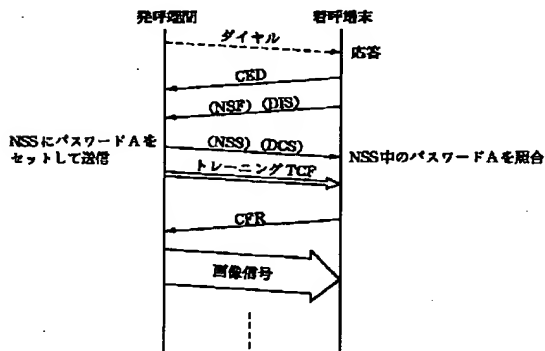 発呼端間
着呼端末
ダイヤル
応答
CED
(NSF) (DIS)
NSSにパスワードAを
セットして送信
(NSS) (DCS)
NSS中のパスワードAを照合
トレーニングTCF
CFR
画像信号